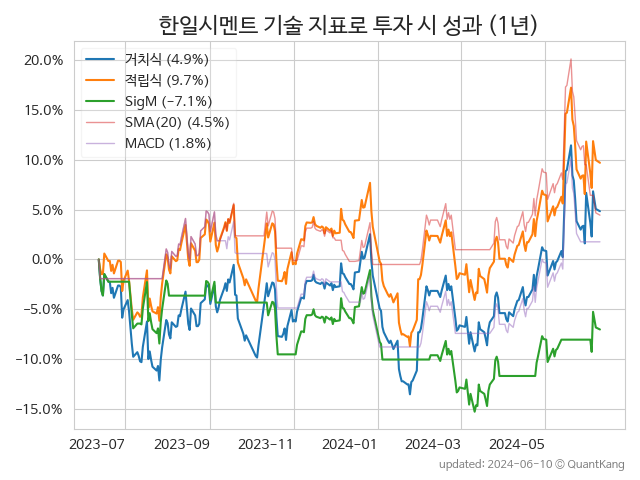 한일시멘트 기술 지표로 투자 시 성과 (1년)
20.0%
15.0%
10.0%
5.0%
0.0%
−5.0%
−10.0%
−15.0%
거치식 (4.9%)
적립식 (9.7%)
SigM (−7.1%)
SMA(20) (4.5%)
MACD (1.8%)
2023-07
2023-09
2023-11
2024-01
2024-03
2024-05
updated: 2024-06-10 © QuantKang